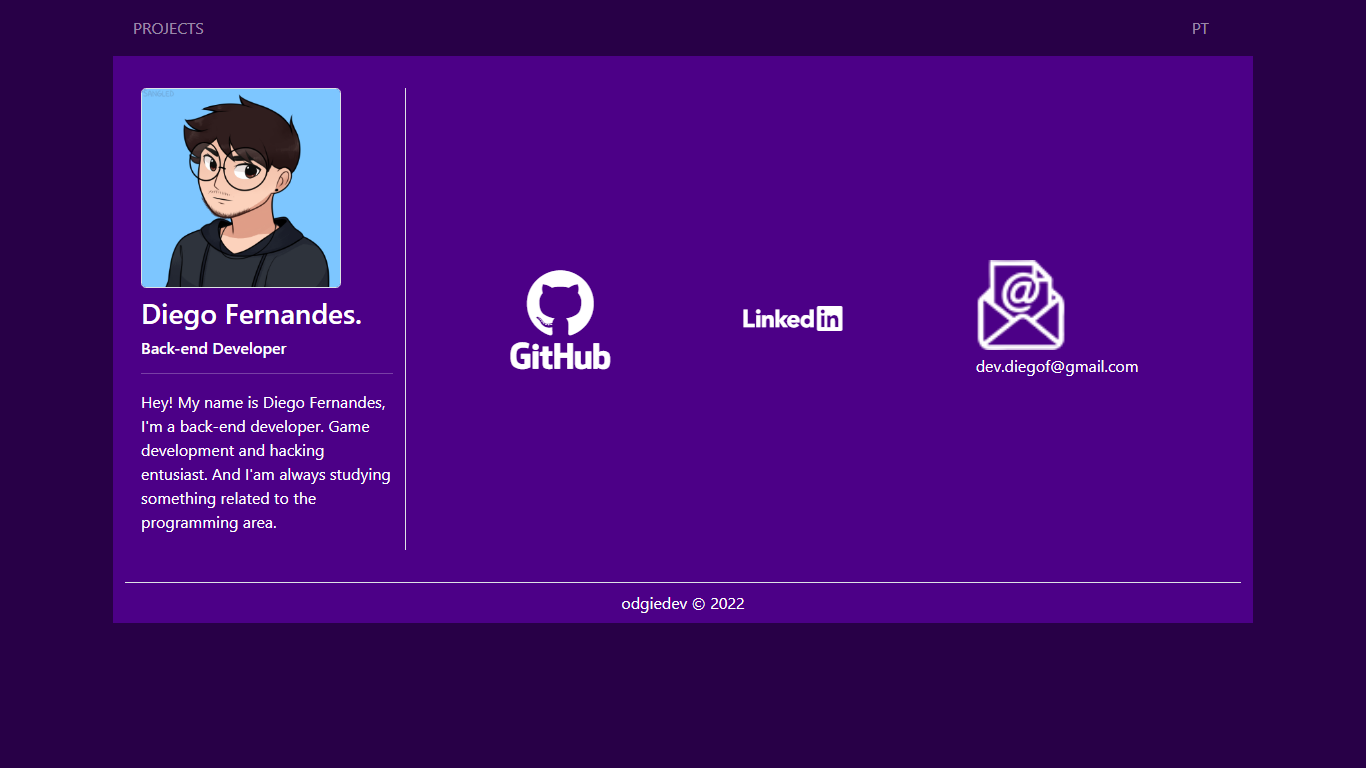 PROJECTS
PT
Diego Fernandes.
Back-end Developer
Hey! My name is Diego Fernandes,
I'm a back-end developer. Game
development and hacking
entusiast. And I'am always studying
something related to the
programming area.
GitHub
Linked in
@
dev.diegof@gmail.com
odgiedev © 2022